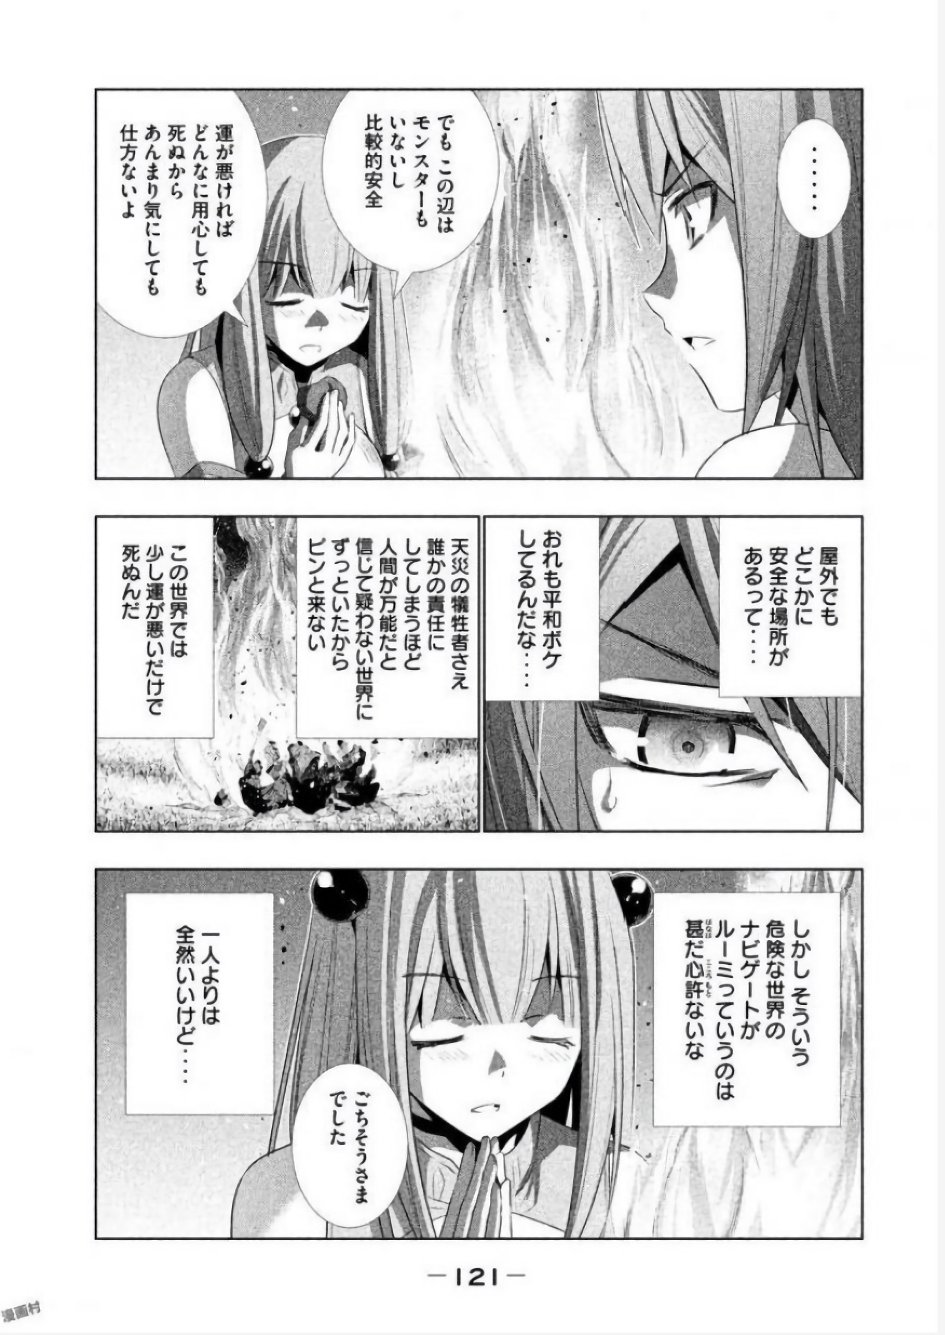 ・・・・・・
でも この辺は
モンスターも
いないし
比較的安全
運が悪ければ
どんなに用心しても
死ぬから
あんまり気にしても
仕方ないよ
屋外でも
どこかに
安全な場所が
あるって・・・・
おれも平和ボケ
してるんだな・・・・
天災の犠牲者さえ
誰かの責任に
してしまうほど
人間が万能だと
信じて疑わない世界に
ずっといたから
ピンと来ない
この世界では
少し運が悪いだけで
死ぬんだ
しかし そういう
危険な世界の
ナビゲートが
ルーミっていうのは
甚だ心許ないな
はなは
こころもと
一人よりは
全然いいけど・・・・
ごちそうさま
でした
—121—
漫画村